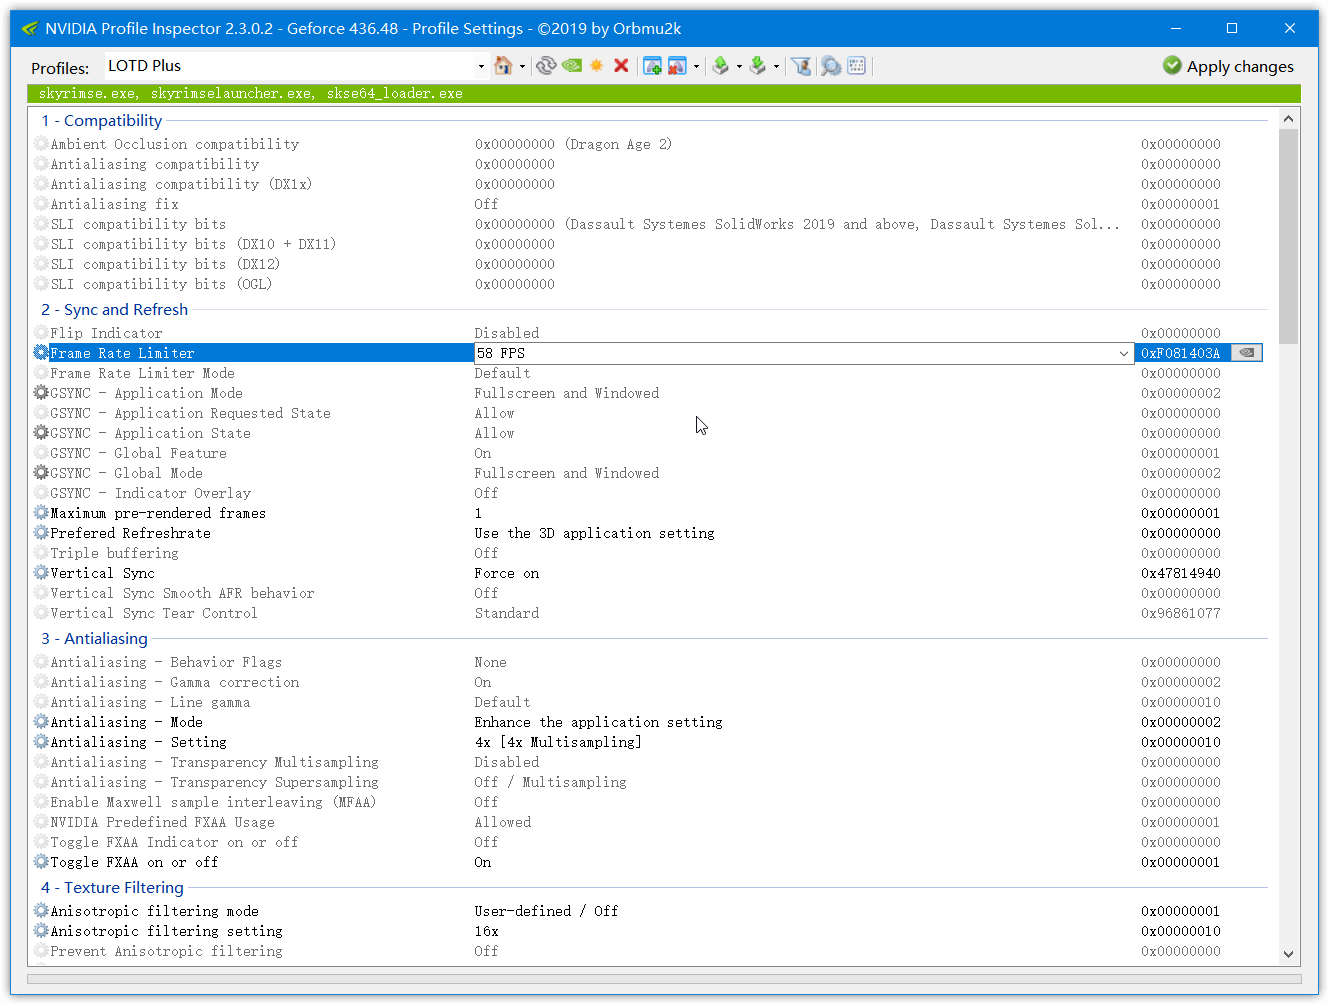 NVIDIA Profile Inspector 2.3.0.2 - Geforce 436.48 - Profile Settings - ©2019 by Orbmu2k
Profiles: LOTD Plus Apply changes
skyrimse.exe, skyrimselauncher.exe, skse64_loader.exe
1 - Compatibility
Ambient Occlusion compatibility 0x00000000 (Dragon Age 2) 0x00000000
Antialiasing compatibility 0x00000000 0x00000000
Antialiasing compatibility (DX1x) 0x00000000 0x00000000
Antialiasing fix Off 0x00000001
SLI compatibility bits 0x00000000 (Dassault Systemes SolidWorks 2019 and above, Dassault Systemes Sol... 0x00000000
SLI compatibility bits (DX10 + DX11) 0x00000000 0x00000000
SLI compatibility bits (DX12) 0x00000000 0x00000000
SLI compatibility bits (OGL) 0x00000000 0x00000000
2 - Sync and Refresh
Flip Indicator Disabled 0x00000000
Frame Rate Limiter 58 FPS 0xF081403A
Frame Rate Limiter Mode Default 0x00000000
GSYNC - Application Mode Fullscreen and Windowed 0x00000002
GSYNC - Application Requested State Allow 0x00000000
GSYNC - Application State Allow 0x00000000
GSYNC - Global Feature On 0x00000001
GSYNC - Global Mode Fullscreen and Windowed 0x00000002
GSYNC - Indicator Overlay Off 0x00000000
Maximum pre-rendered frames 1 0x00000001
Prefered Refreshrate Use the 3D application setting 0x00000000
Triple buffering Off 0x00000000
Vertical Sync Force on 0x47814940
Vertical Sync Smooth AFR behavior Off 0x00000000
Vertical Sync Tear Control Standard 0x96861077
3 - Antialiasing
Antialiasing - Behavior Flags None 0x00000000
Antialiasing - Gamma correction On 0x00000002
Antialiasing - Line gamma Default 0x00000010
Antialiasing - Mode Enhance the application setting 0x00000002
Antialiasing - Setting 4x [4x Multisampling] 0x00000010
Antialiasing - Transparency Multisampling Disabled 0x00000000
Antialiasing - Transparency Supersampling Off / Multisampling 0x00000000
Enable Maxwell sample interleaving (MFAA) Off 0x00000000
NVIDIA Predefined FXAA Usage Allowed 0x00000001
Toggle FXAA Indicator on or off Off 0x00000000
Toggle FXAA on or off On 0x00000001
4 - Texture Filtering
Anisotropic filtering mode User-defined / Off 0x00000001
Anisotropic filtering setting 16x 0x00000010
Prevent Anisotropic filtering Off 0x00000000